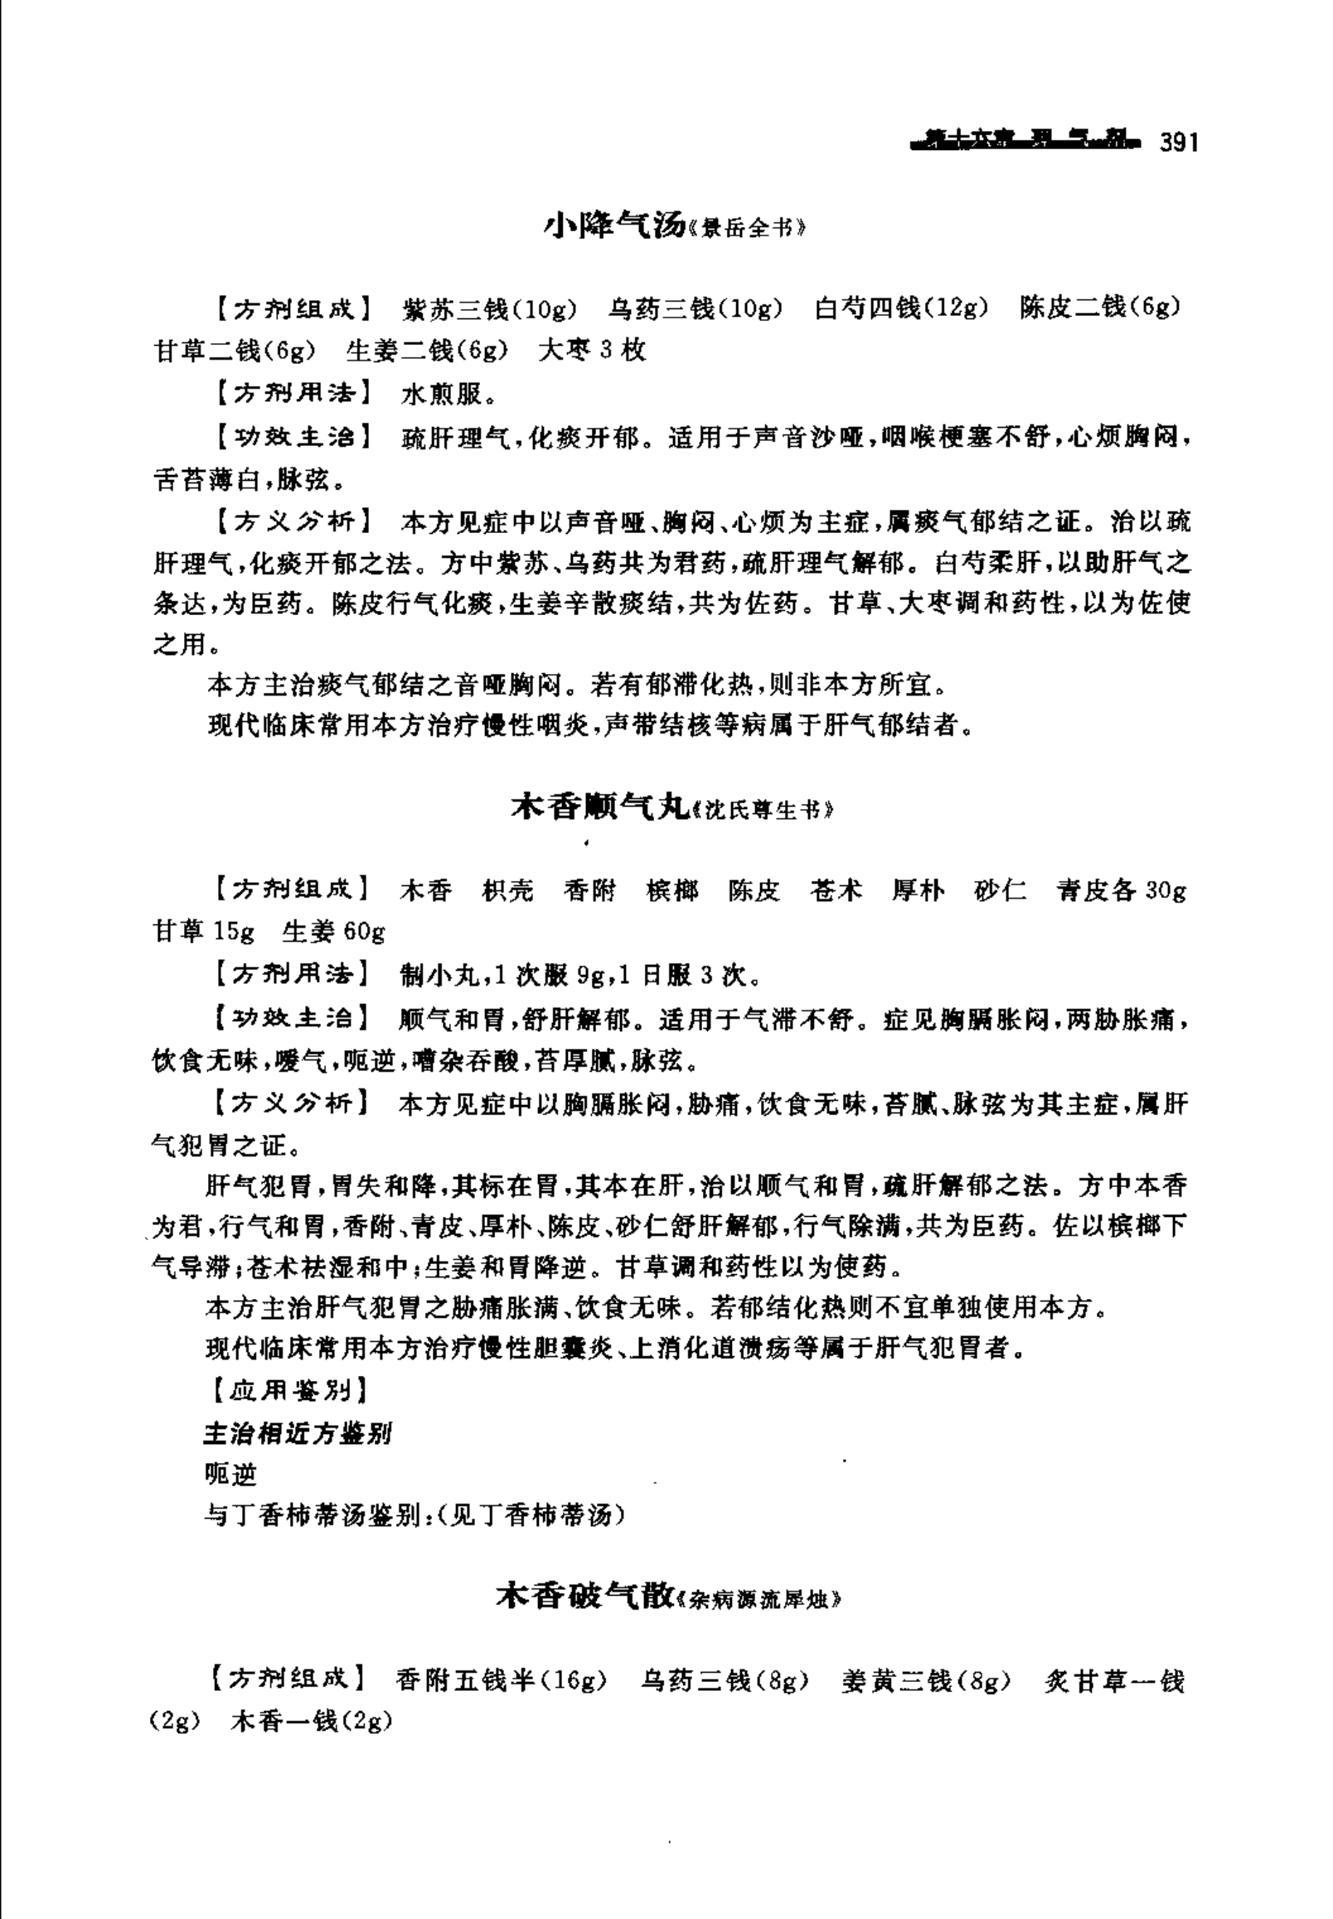 第十六章 理气剂 391
小降气汤《景岳全书》
【方剂组成】 紫苏三钱(10g) 乌药三钱(10g) 白芍四钱(12g) 陈皮二钱(6g)
甘草二钱(6g) 生姜二钱(6g) 大枣3枚
【方剂用法】 水煎服。
【功效主治】 疏肝理气,化痰开郁。适用于声音沙哑,咽喉梗塞不舒,心烦胸闷,
舌苔薄白,脉弦。
【方义分析】 本方见症中以声音哑、胸闷、心烦为主症,属痰气郁结之证。治以疏
肝理气,化痰开郁之法。方中紫苏、乌药共为君药,疏肝理气解郁。白芍柔肝,以助肝气之
条达,为臣药。陈皮行气化痰,生姜辛散痰结,共为佐药。甘草、大枣调和药性,以为佐使
之用。
本方主治痰气郁结之音哑胸闷。若有郁滞化热,则非本方所宜。
现代临床常用本方治疗慢性咽炎,声带结核等病属于肝气郁结者。
木香顺气丸《沈氏尊生书》
【方剂组成】 木香 枳壳 香附 槟榔 陈皮 苍术 厚朴 砂仁 青皮各30g
甘草15g 生姜60g
【方剂用法】 制小丸,1次服9g,1日服3次。
【功效主治】 顺气和胃,舒肝解郁。适用于气滞不舒。症见胸膈胀闷,两胁胀痛,
饮食无味,嗳气,呃逆,嘈杂吞酸,苔厚腻,脉弦。
【方义分析】 本方见症中以胸膈胀闷,胁痛,饮食无味,苔腻、脉弦为其主症,属肝
气犯胃之证。
肝气犯胃,胃失和降,其标在胃,其本在肝,治以顺气和胃,疏肝解郁之法。方中木香
为君,行气和胃,香附、青皮、厚朴、陈皮、砂仁舒肝解郁,行气除满,共为臣药。佐以槟榔下
气导滞;苍术祛湿和中;生姜和胃降逆。甘草调和药性以为使药。
本方主治肝气犯胃之胁痛胀满、饮食无味。若郁结化热则不宜单独使用本方。
现代临床常用本方治疗慢性胆囊炎、上消化道溃疡等属于肝气犯胃者。
【应用鉴别】
主治相近方鉴别
呃逆
与丁香柿蒂汤鉴别:(见丁香柿蒂汤)
木香破气散《杂病源流犀烛》
【方剂组成】 香附五钱半(16g) 乌药三钱(8g) 姜黄三钱(8g) 炙甘草一钱
(2g) 木香一钱(2g)